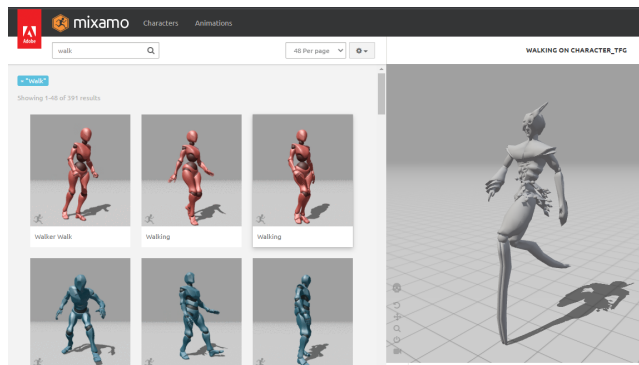 Adobe
mixamo
Characters
Animations
walk
48 Per page
WALKING ON CHARACTER_TFG
× "Walk"
Showing 1-48 of 391 results
Walker Walk
Walking
Walking